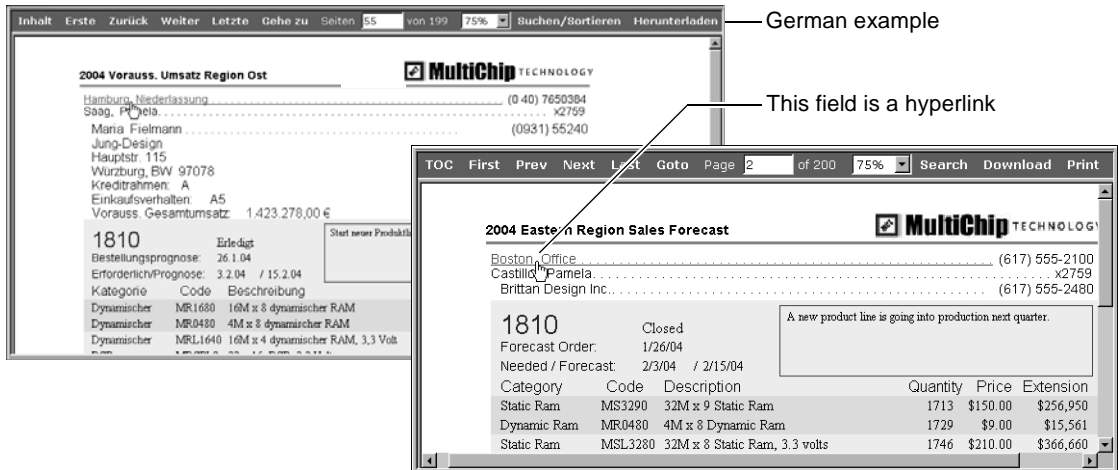 Inhalt Erste Zurück Weiter Letzte Gehe zu Seiten 55 von 199 75% Suchen/Sortieren Herunterladen
German example
2004 Vorauss. Umsatz Region Ost
MultiChip TECHNOLOGY
Hamburg, Niederlassung (0 40) 7650384
Saag, Pamela x2759
Maria Fielmann (0931) 55240
Jung-Design
Hauptstr. 115
Würzburg, BW 97078
Kreditrahmen: A
Einkaufsverhalten: A5
Vorauss. Gesamtumsatz: 1.423.278,00 €
1810 Erledigt
Start neuer Produktli
Bestellungsprognose: 26.1.04
Erforderlich/Prognose: 3.2.04 / 15.2.04
Kategorie Code Beschreibung
Dynamischer MR1680 16M x 8 dynamischer RAM
Dynamischer MR0480 4M x 8 dynamischer RAM
Dynamischer MRL1640 16M x 4 dynamischer RAM, 3,3 Volt
This field is a hyperlink
TOC First Prev Next Last Goto Page 2 of 200 75% Search Download Print
2004 Eastern Region Sales Forecast
MultiChip TECHNOLOG
Boston, Office (617) 555-2100
Castillo, Pamela x2759
Brittan Design Inc. (617) 555-2480
1810 Closed
A new product line is going into production next quarter.
Forecast Order: 1/26/04
Needed / Forecast: 2/3/04 / 2/15/04
Category Code Description Quantity Price Extension
Static Ram MS3290 32M x 9 Static Ram 1713 $150.00 $256,950
Dynamic Ram MR0480 4M x 8 Dynamic Ram 1729 $9.00 $15,561
Static Ram MSL3280 32M x 8 Static Ram, 3.3 volts 1746 $210.00 $366,660